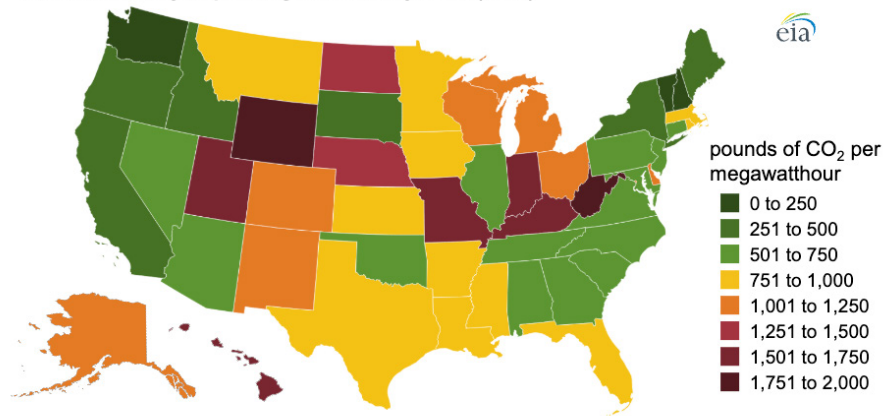 eia
pounds of CO₂ per
megawatthour
0 to 250
251 to 500
501 to 750
751 to 1,000
1,001 to 1,250
1,251 to 1,500
1,501 to 1,750
1,751 to 2,000